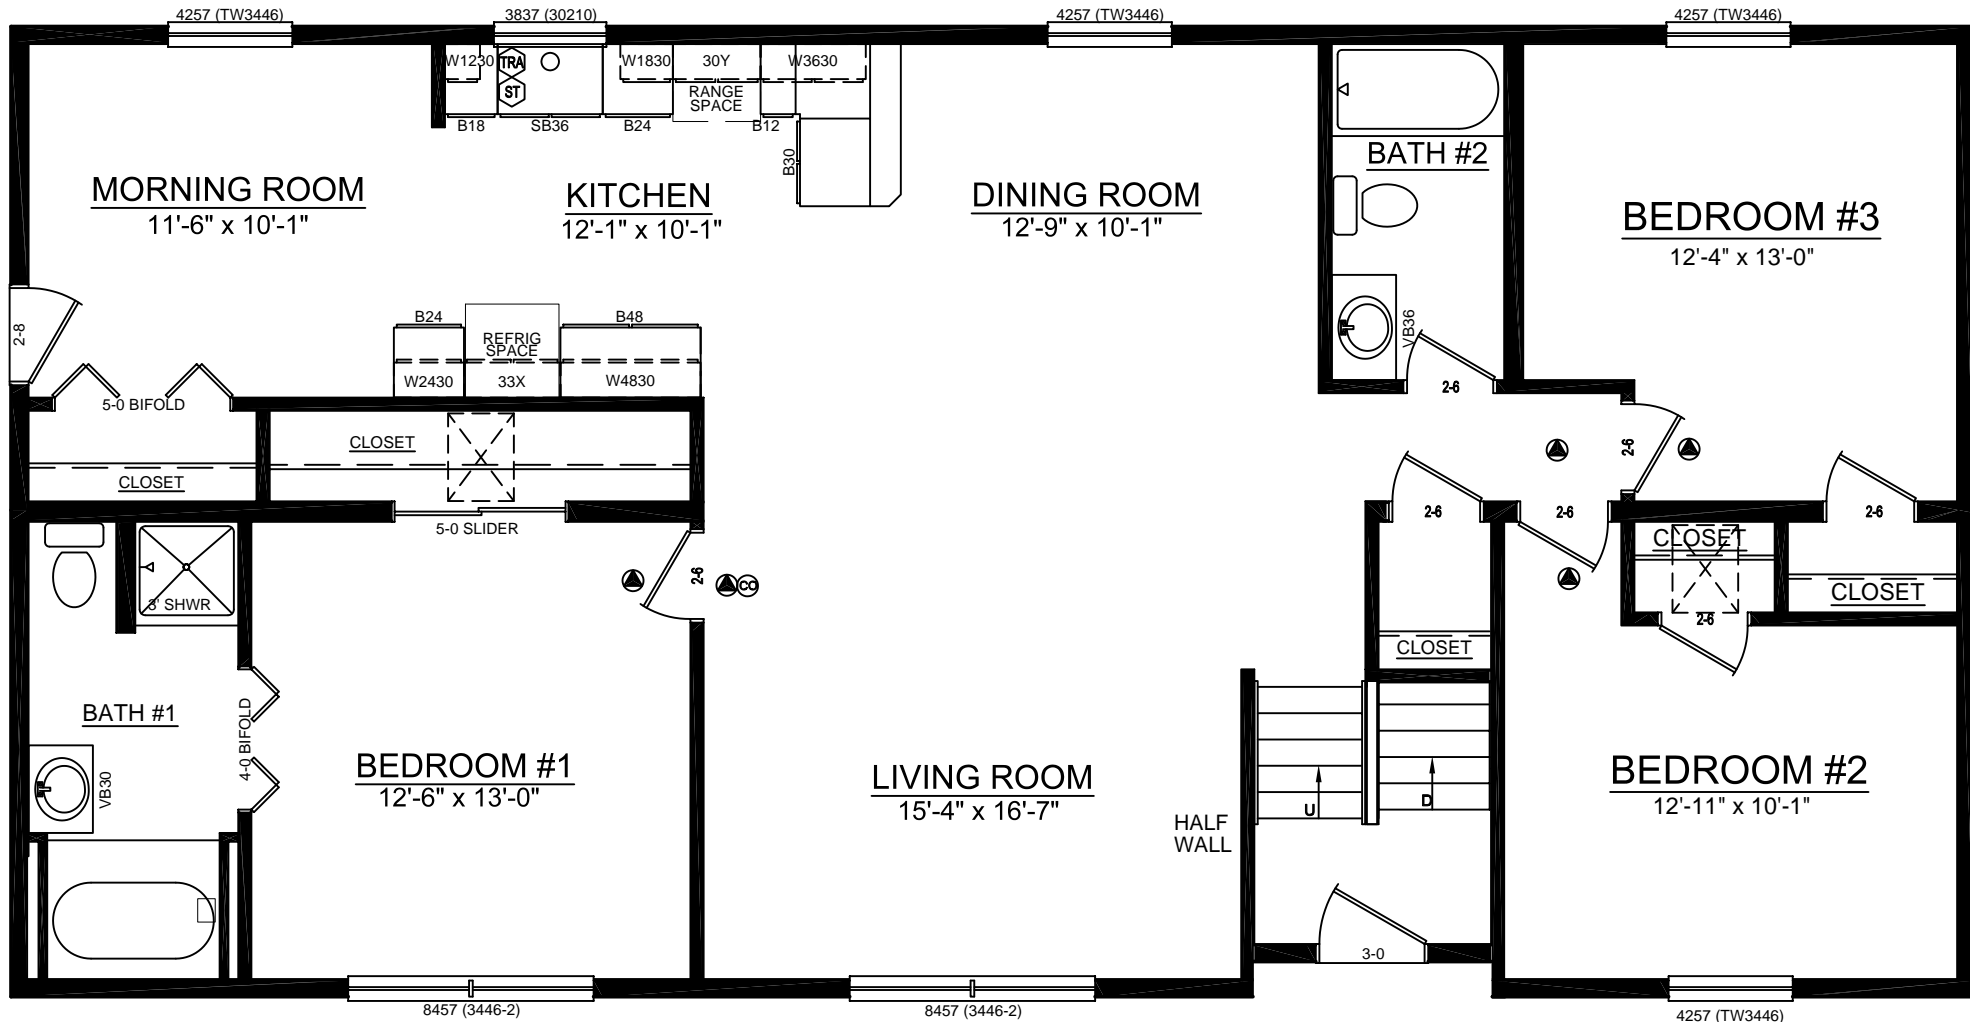 4257 (TW3446)
3837 (30210)
4257 (TW3446)
4257 (TW3446)
W1230
TRA
ST
W1830
30Y
W3630
RANGE
SPACE
B18
SB36
B24
B12
B30
MORNING ROOM
11'-6" x 10'-1"
KITCHEN
12'-1" x 10'-1"
DINING ROOM
12'-9" x 10'-1"
BATH #2
BEDROOM #3
12'-4" x 13'-0"
VB36
2-8
B24
REFRIG
SPACE
B48
W2430
33X
W4830
5-0 BIFOLD
CLOSET
CLOSET
5-0 SLIDER
2-6
2-6
2-6
2-6
2-6
CLOSET
2-6
CLOSET
2-6
CO
3' SHWR
CLOSET
BATH #1
4-0 BIFOLD
VB30
BEDROOM #1
12'-6" x 13'-0"
LIVING ROOM
15'-4" x 16'-7"
HALF
WALL
U
D
BEDROOM #2
12'-11" x 10'-1"
3-0
8457 (3446-2)
8457 (3446-2)
4257 (TW3446)